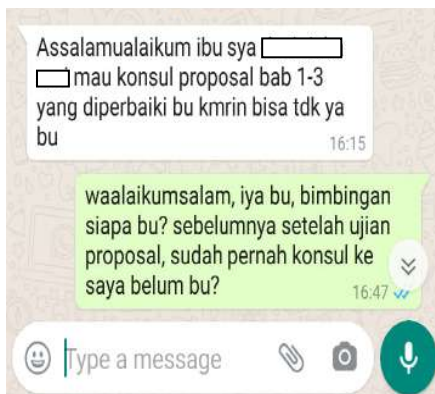 Assalamualaikum ibu sya
mau konsul proposal bab 1-3
yang diperbaiki bu kmrin bisa tdk ya
bu
16:15
waalaikumsalam, iya bu, bimbingan
siapa bu? sebelumnya setelah ujian
proposal, sudah pernah konsul ke
saya belum bu?
16:47
Type a message